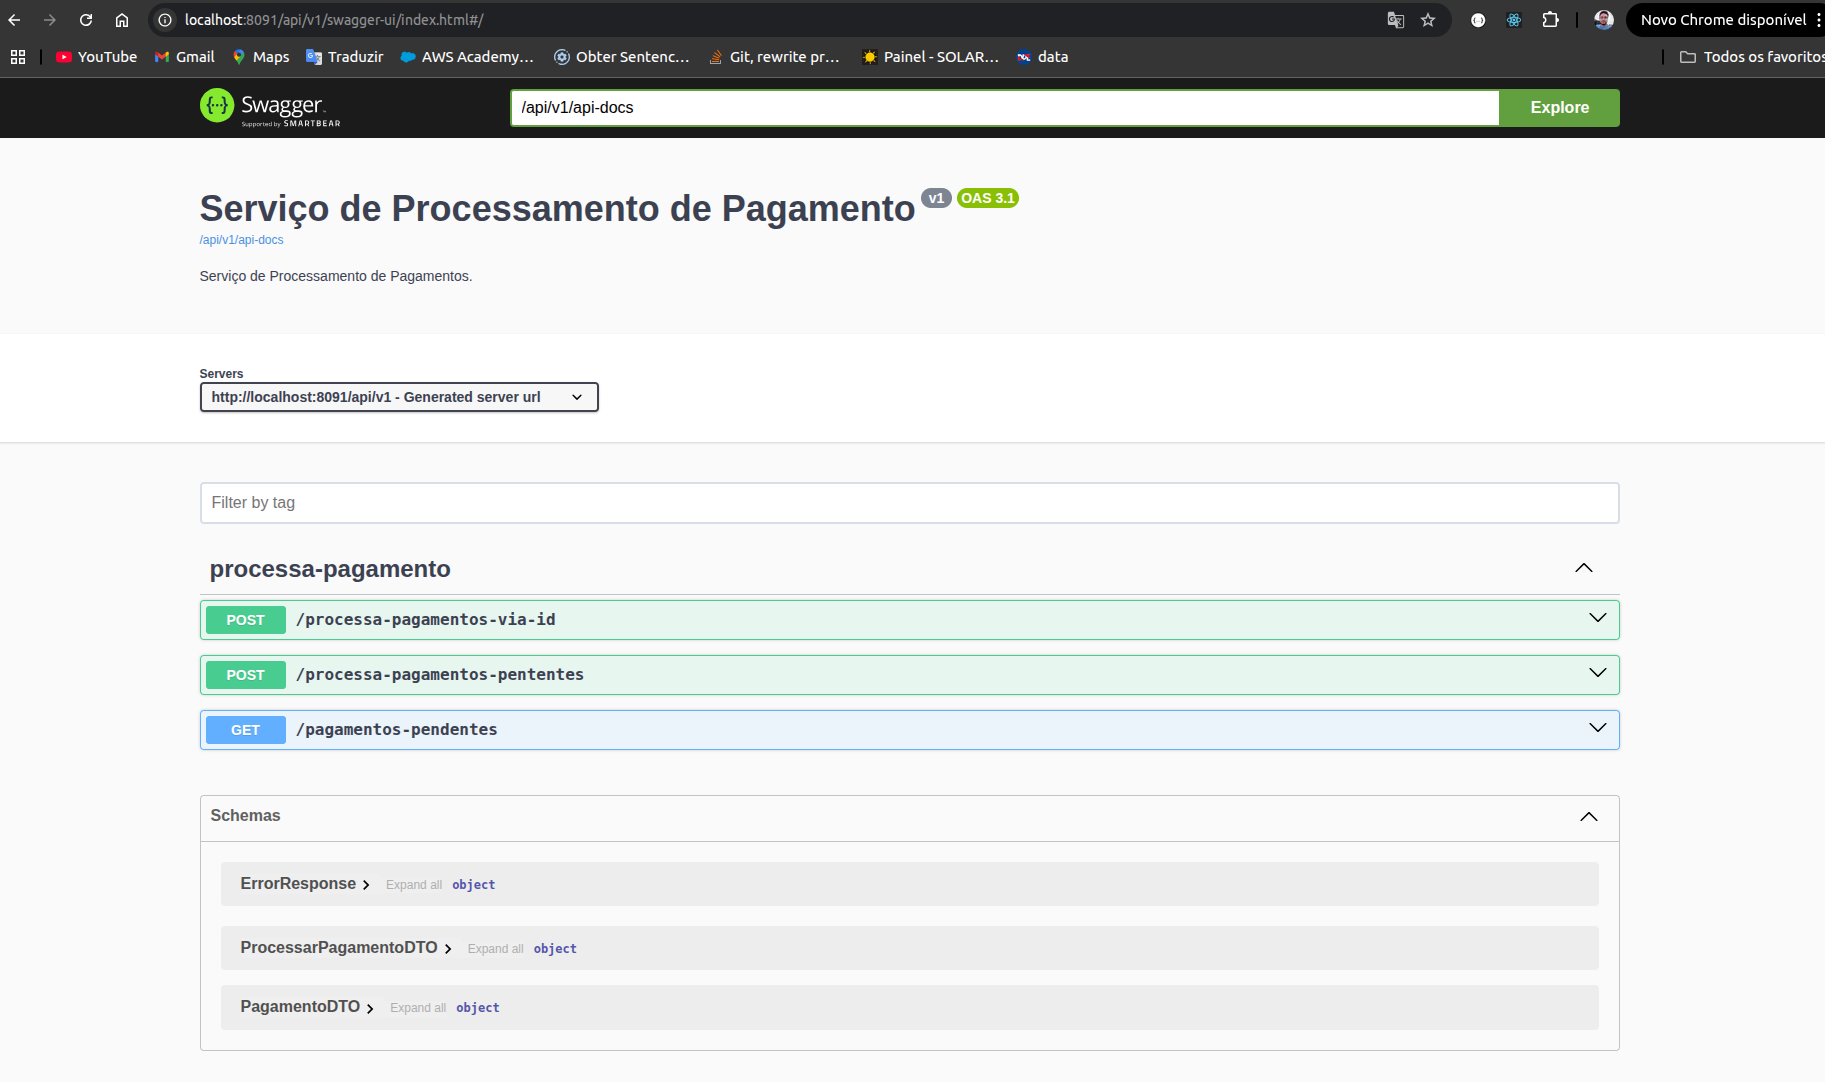 localhost:8091/api/v1/swagger-ui/index.html#/
Novo Chrome disponível
YouTube Gmail Maps Traduzir AWS Academy... Obter Sentenc... Git, rewrite pr... Painel - SOLAR... data Todos os favoritos
Swagger
Supported by SMARTBEAR
/api/v1/api-docs
Explore
Serviço de Processamento de Pagamento v1 OAS 3.1
/api/v1/api-docs
Serviço de Processamento de Pagamentos.
Servers
http://localhost:8091/api/v1 - Generated server url
Filter by tag
processa-pagamento
POST /processa-pagamentos-via-id
POST /processa-pagamentos-pententes
GET /pagamentos-pendentes
Schemas
ErrorResponse Expand all object
ProcessarPagamentoDTO Expand all object
PagamentoDTO Expand all object